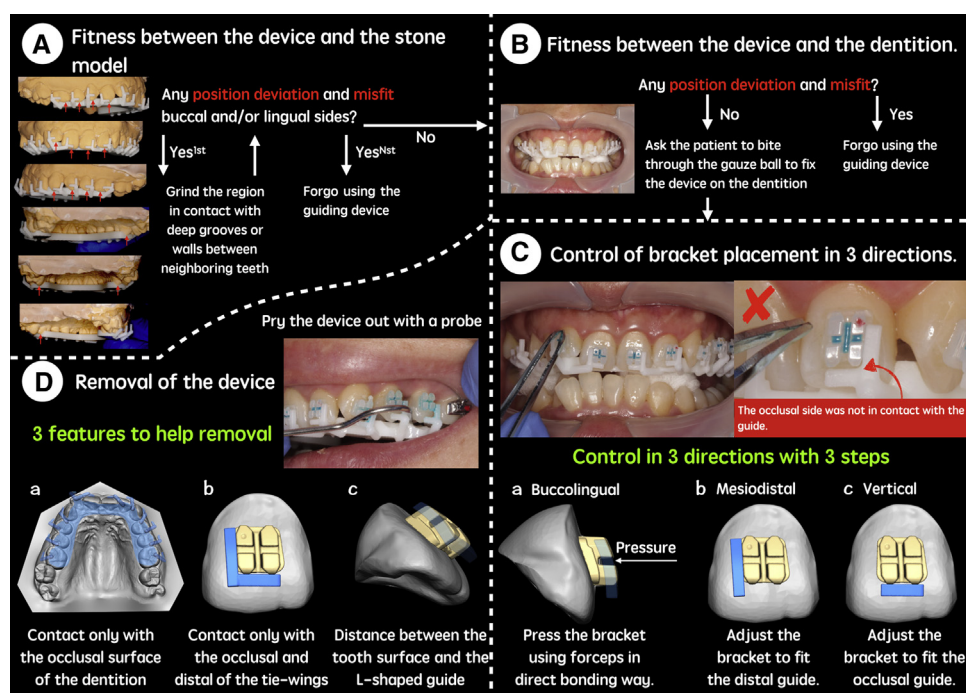 A Fitness between the device and the stone
model
Any position deviation and misfit
buccal and/or lingual sides?
No
Yes1st
YesNst
Grind the region
in contact with
deep grooves or
walls between
neighboring teeth
Forgo using the
guiding device
B
Fitness between the device and the dentition.
Any position deviation and misfit?
No
Yes
Ask the patient to bite
through the gauze ball to fix
the device on the dentition
Forgo using the
guiding device
C Control of bracket placement in 3 directions.
The occlusal side was not in contact with the
guide.
Control in 3 directions with 3 steps
a Buccolingual
Pressure
Press the bracket
using forceps in
direct bonding way.
b Mesiodistal
Adjust the
bracket to fit
the distal guide.
c Vertical
Adjust the
bracket to fit the
occlusal guide.
Pry the device out with a probe
D Removal of the device
3 features to help removal
a
Contact only with
the occlusal surface
of the dentition
b
Contact only with
the occlusal and
distal of the tie-wings
c
Distance between the
tooth surface and the
L-shaped guide